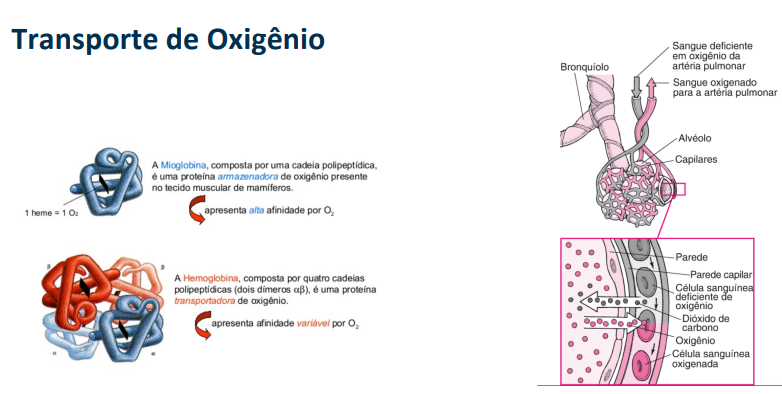 Transporte de Oxigênio
A Mioglobina, composta por uma cadeia polipeptídica,
é uma proteína armazenadora de oxigênio presente
no tecido muscular de mamíferos.
1 heme = 1 O₂
apresenta alta afinidade por O₂
β
β
α
α
A Hemoglobina, composta por quatro cadeias
polipeptídicas (dois dímeros αβ), é uma proteína
transportadora de oxigênio.
apresenta afinidade variável por O₂
Sangue deficiente
em oxigênio da
artéria pulmonar
Bronquíolo
Sangue oxigenado
para a artéria pulmonar
Alvéolo
Capilares
Parede
Parede capilar
Célula sanguínea
deficiente de
oxigênio
Dióxido de
carbono
Oxigênio
Célula sanguínea
oxigenada